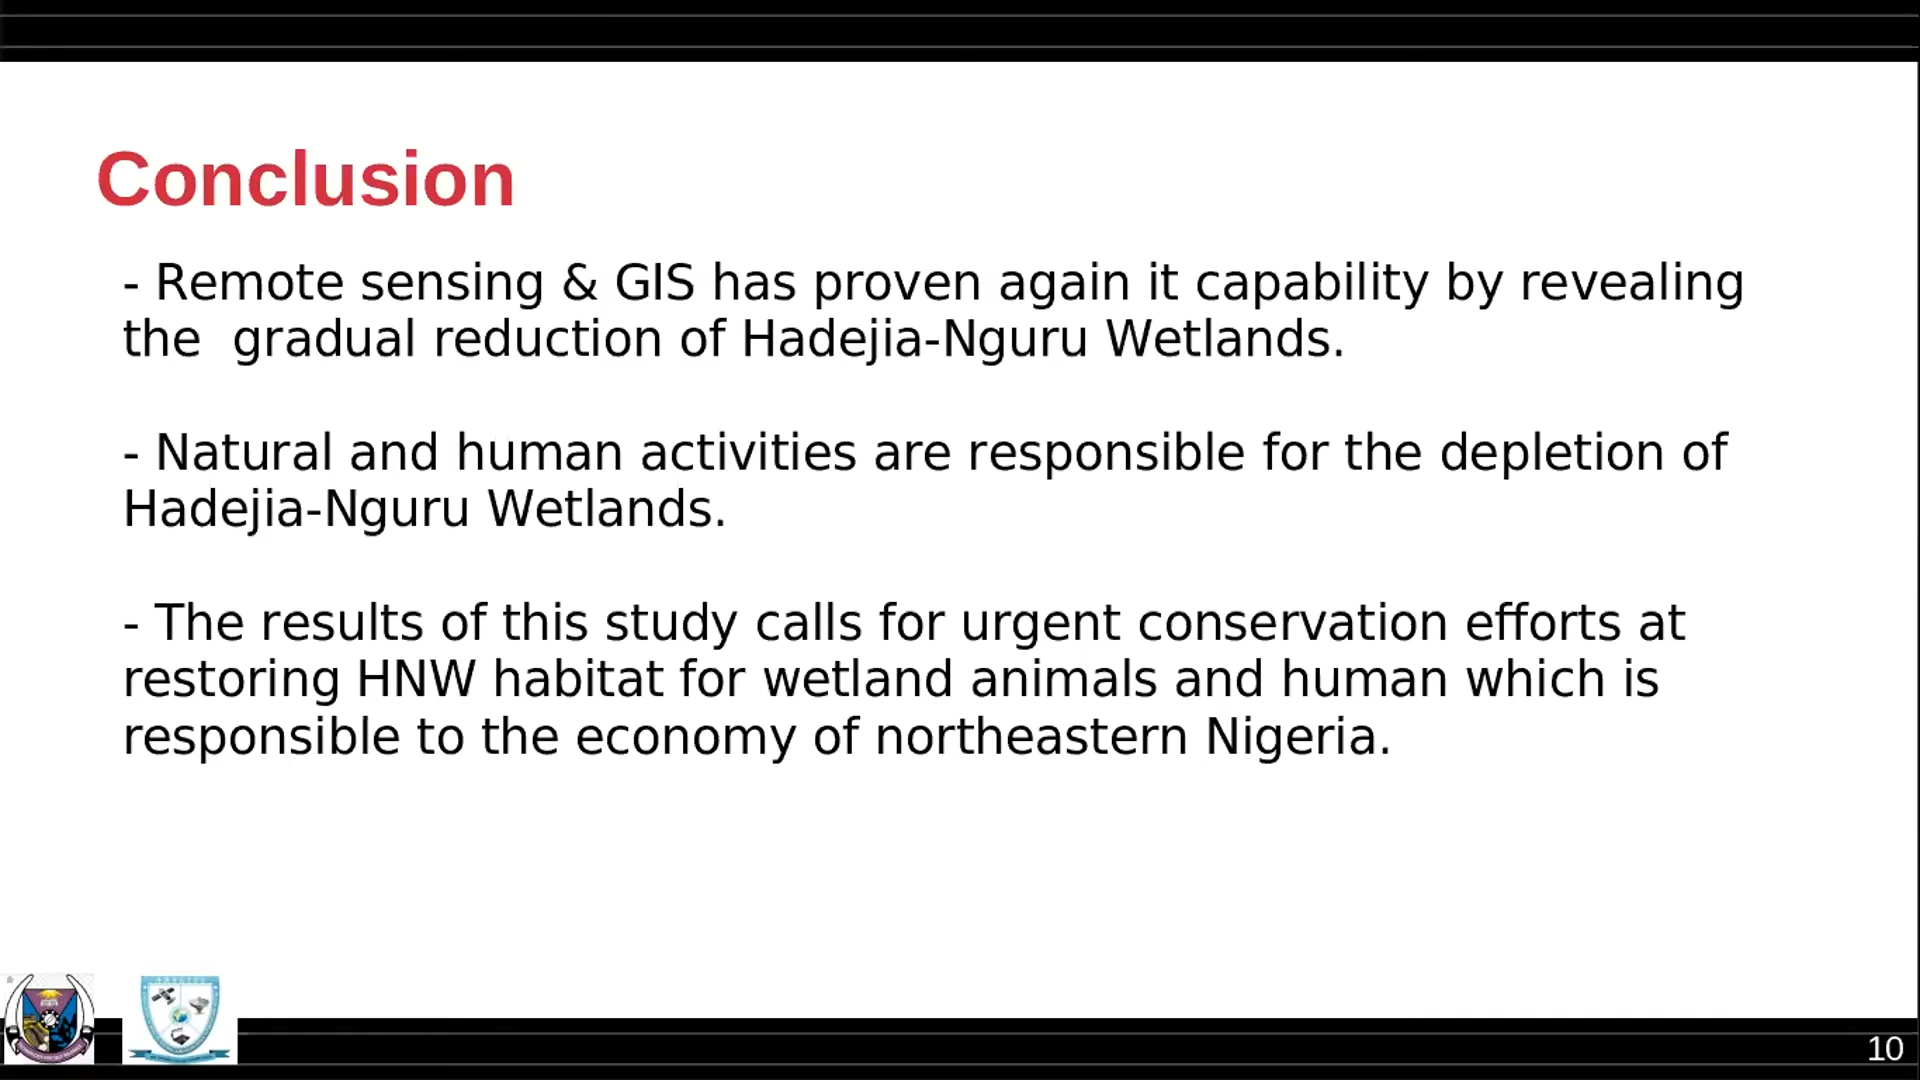 Conclusion
- Remote sensing & GIS has proven again it capability by revealing
the  gradual reduction of Hadejia-Nguru Wetlands.
- Natural and human activities are responsible for the depletion of
Hadejia-Nguru Wetlands.
- The results of this study calls for urgent conservation efforts at
restoring HNW habitat for wetland animals and human which is
responsible to the economy of northeastern Nigeria.
10